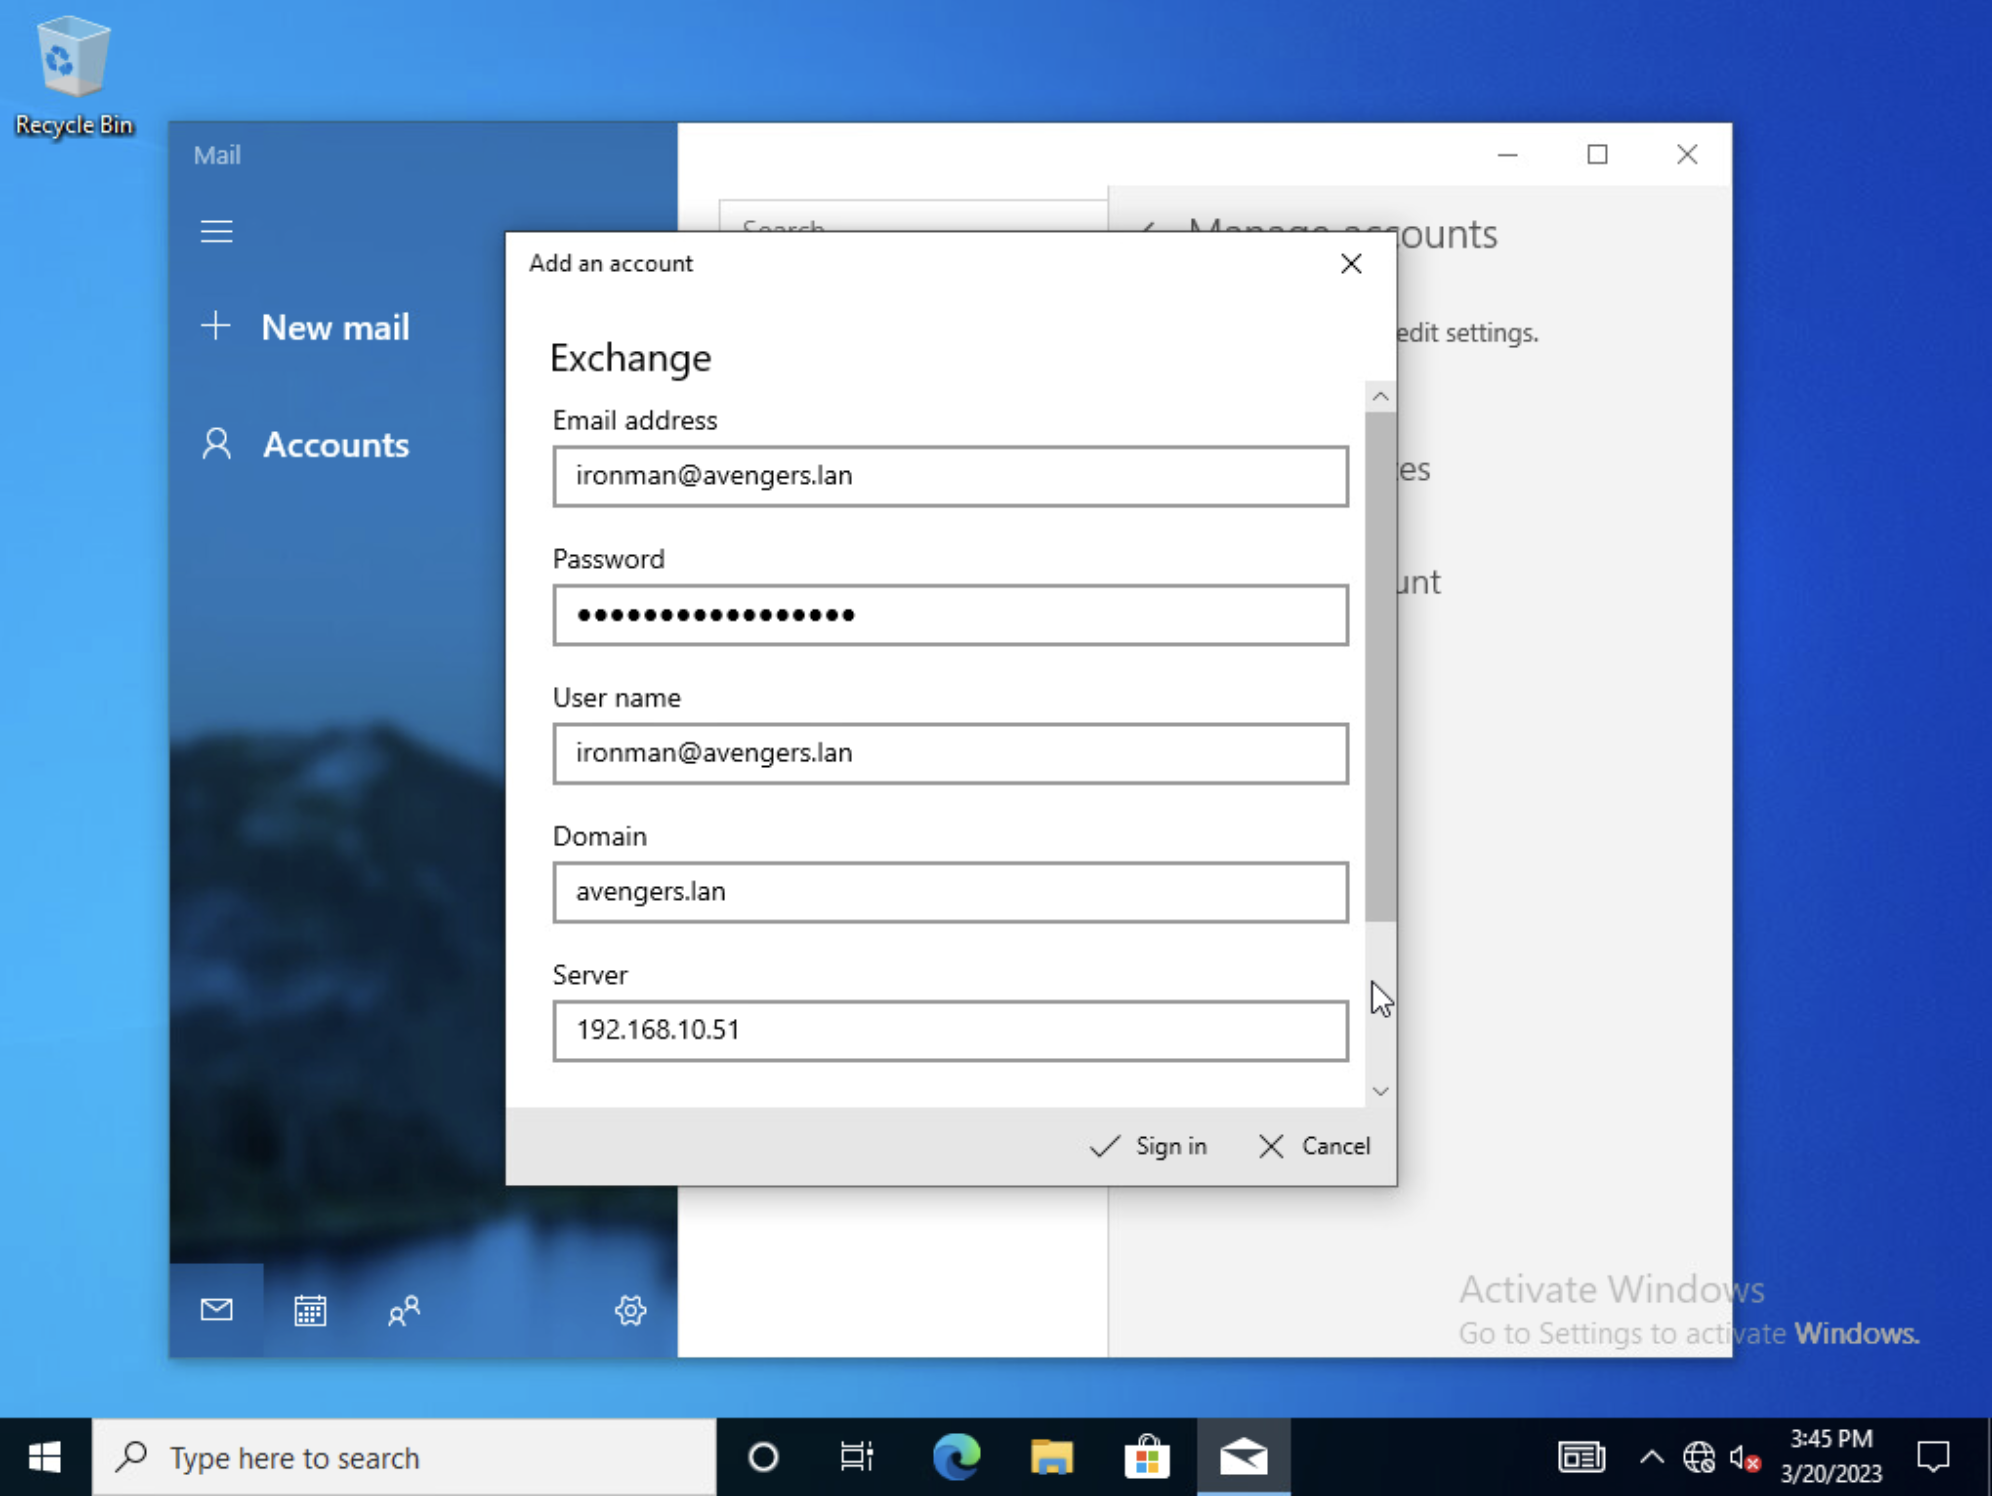 Recycle Bin
Mail
Search
Manage accounts
Add an account
New mail
edit settings.
Exchange
Email address
Accounts
ironman@avengers.lan
Password
●●●●●●●●●●●●●●●●●
User name
ironman@avengers.lan
Domain
avengers.lan
Server
192.168.10.51
Sign in
Cancel
Activate Windows
Go to Settings to activate Windows.
Type here to search
3:45 PM
3/20/2023